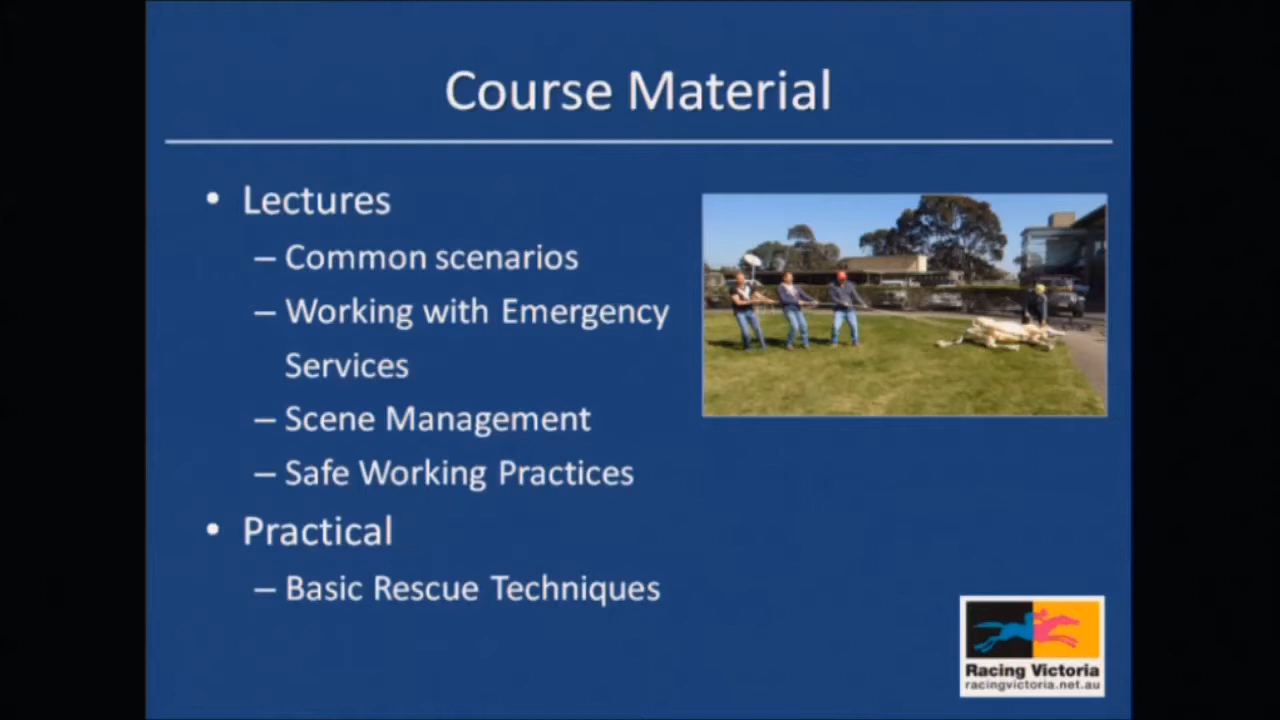 Course Material
• Lectures
– Common scenarios
– Working with Emergency
Services
– Scene Management
– Safe Working Practices
• Practical
– Basic Rescue Techniques
Racing Victoria
racingvictoria.net.au